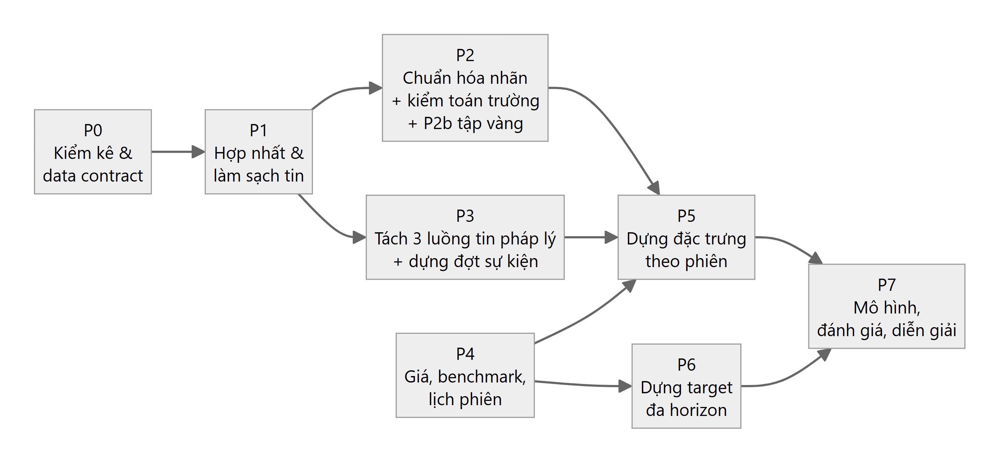 P0
Kiểm kê &
data contract
P1
Hợp nhất &
làm sạch tin
P2
Chuẩn hóa nhãn
+ kiểm toán trường
+ P2b tập vàng
P3
Tách 3 luồng tin pháp lý
+ dựng đợt sự kiện
P4
Giá, benchmark,
lịch phiên
P5
Dựng đặc trưng
theo phiên
P6
Dựng target
đa horizon
P7
Mô hình,
đánh giá, diễn giải